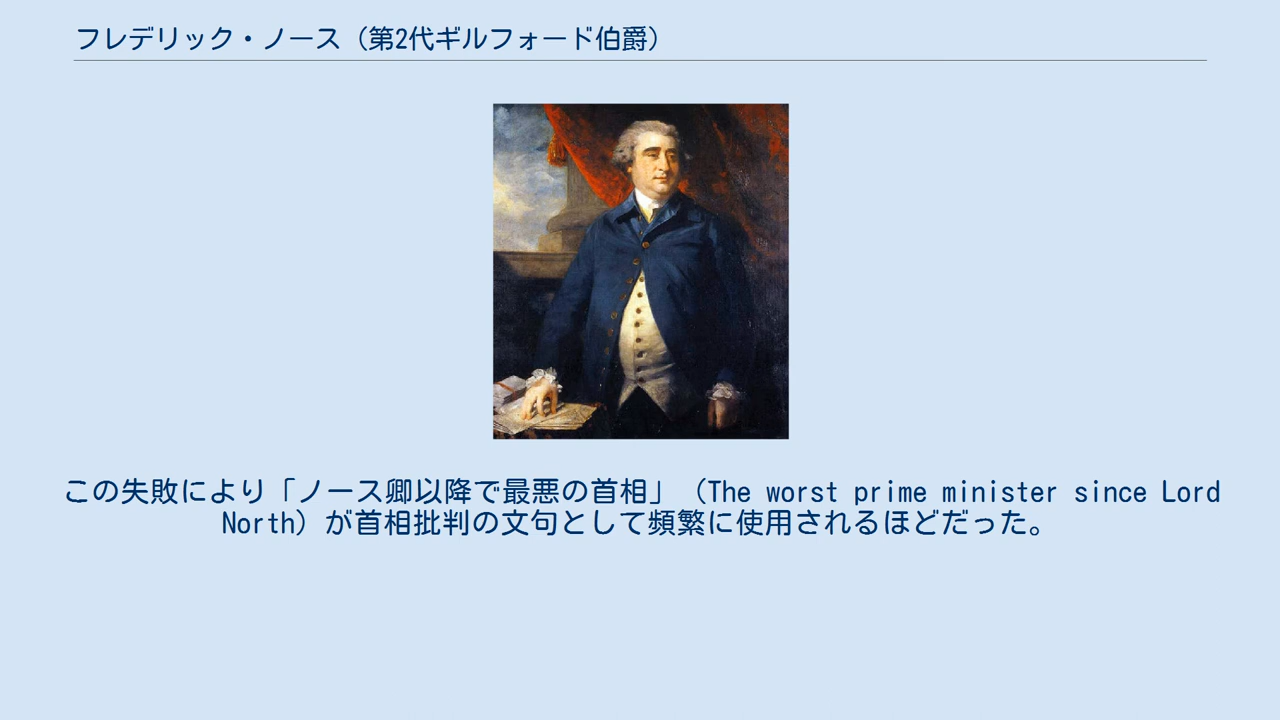 フレデリック・ノース（第2代ギルフォード伯爵）
この失敗により「ノース卿以降で最悪の首相」（The worst prime minister since Lord
North）が首相批判の文句として頻繁に使用されるほどだった。